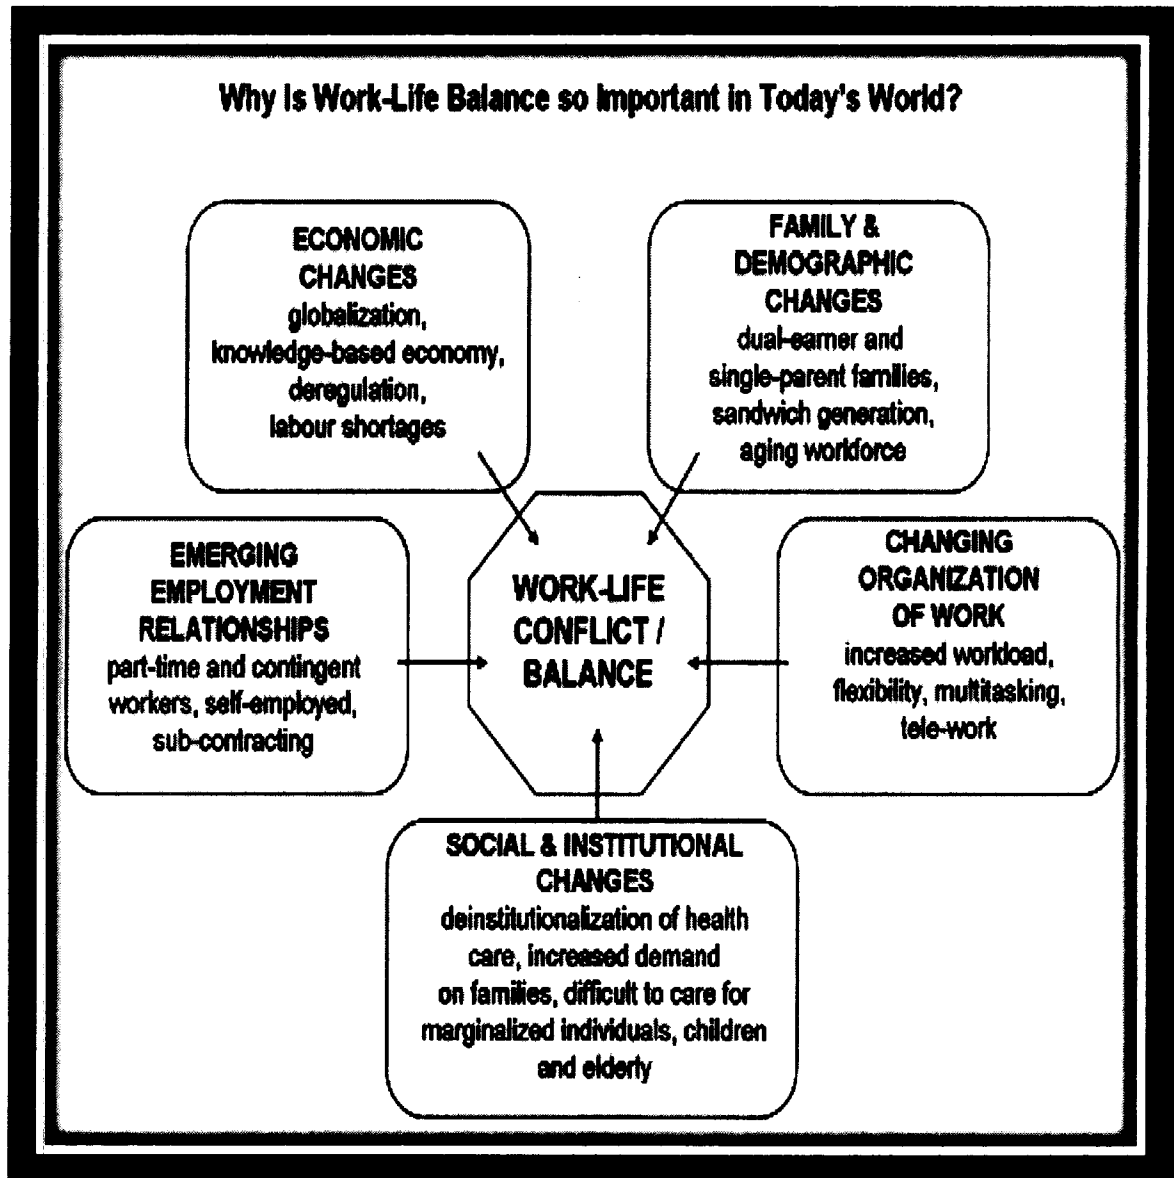 Why Is Work-Life Balance so Important in Today's World?
ECONOMIC
CHANGES
globalization,
knowledge-based economy,
deregulation,
labour shortages
FAMILY &
DEMOGRAPHIC
CHANGES
dual-earner and
single-parent families,
sandwich generation,
aging workforce
EMERGING
EMPLOYMENT
RELATIONSHIPS
part-time and contingent
workers, self-employed,
sub-contracting
WORK-LIFE
CONFLICT /
BALANCE
CHANGING
ORGANIZATION
OF WORK
increased workload,
flexibility, multitasking,
tele-work
SOCIAL & INSTITUTIONAL
CHANGES
deinstitutionalization of health
care, increased demand
on families, difficult to care for
marginalized individuals, children
and elderly